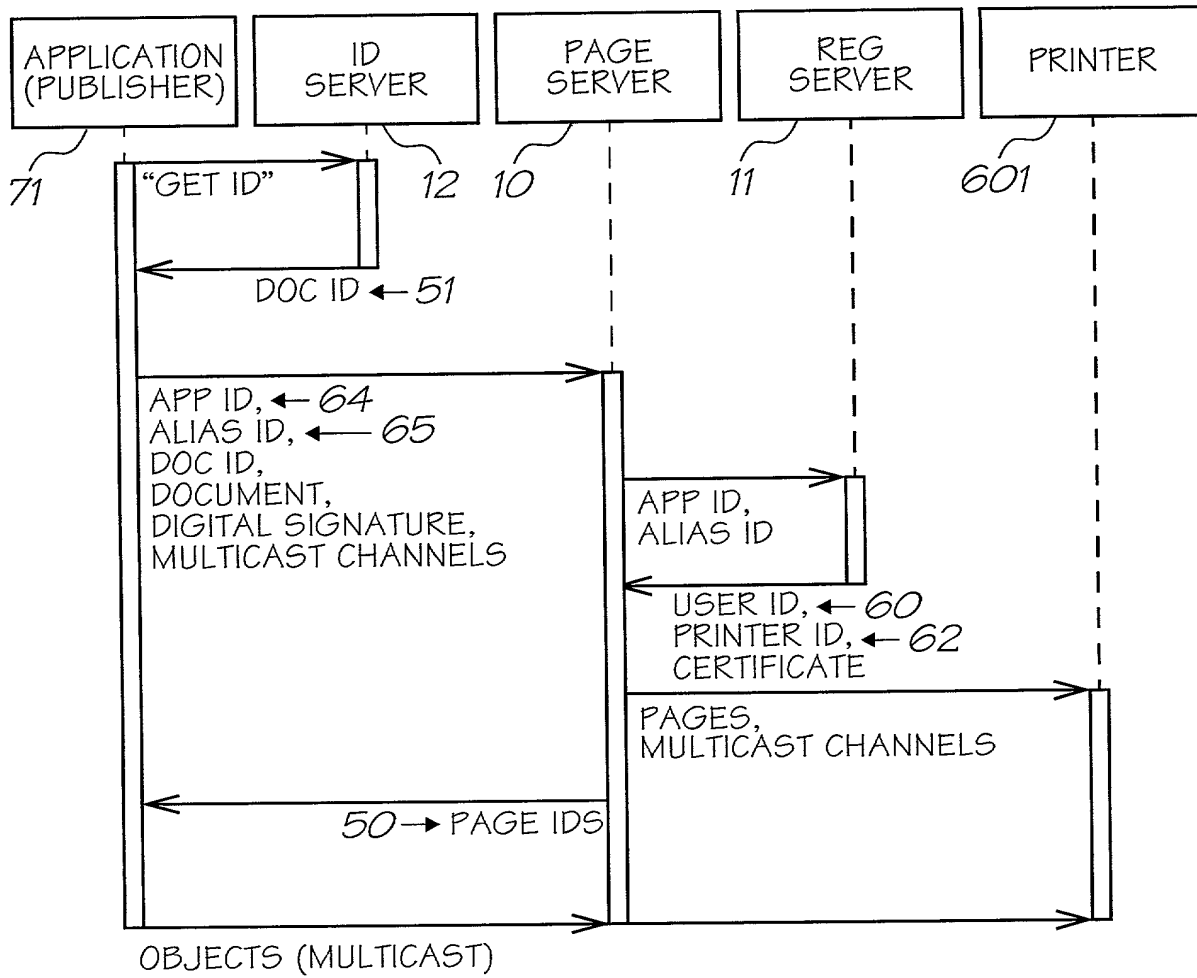 APPLICATION
(PUBLISHER)
ID
SERVER
PAGE
SERVER
REG
SERVER
PRINTER
71
12
10
11
601
"GET ID"
DOC ID 51
APP ID, 64
ALIAS ID, 65
DOC ID,
DOCUMENT,
DIGITAL SIGNATURE,
MULTICAST CHANNELS
APP ID,
ALIAS ID
USER ID, 60
PRINTER ID, 62
CERTIFICATE
PAGES,
MULTICAST CHANNELS
50 PAGE IDS
OBJECTS (MULTICAST)